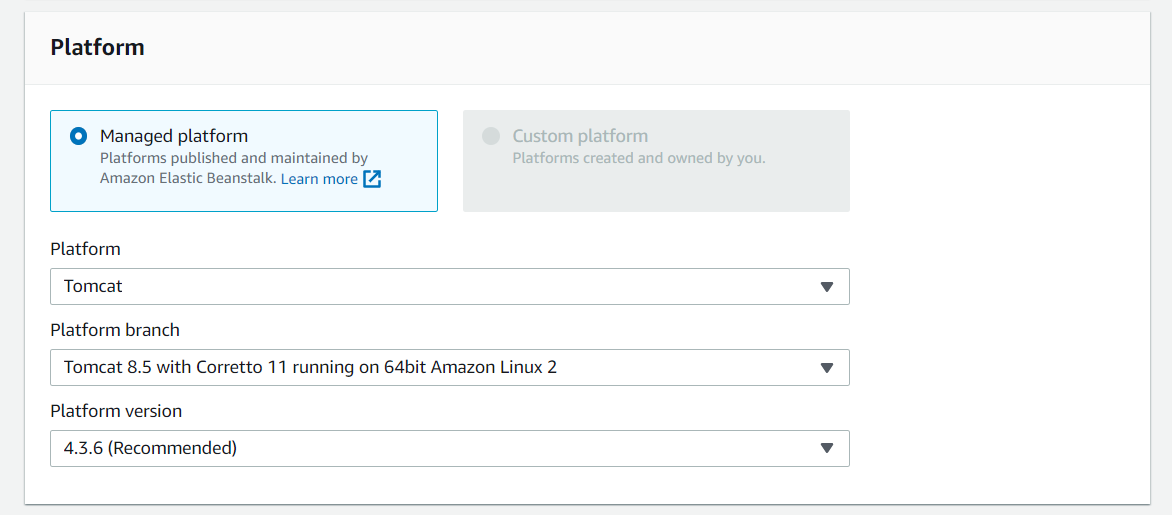 Platform
Managed platform
Platforms published and maintained by
Amazon Elastic Beanstalk. Learn more
Custom platform
Platforms created and owned by you.
Platform
Tomcat
Platform branch
Tomcat 8.5 with Corretto 11 running on 64bit Amazon Linux 2
Platform version
4.3.6 (Recommended)